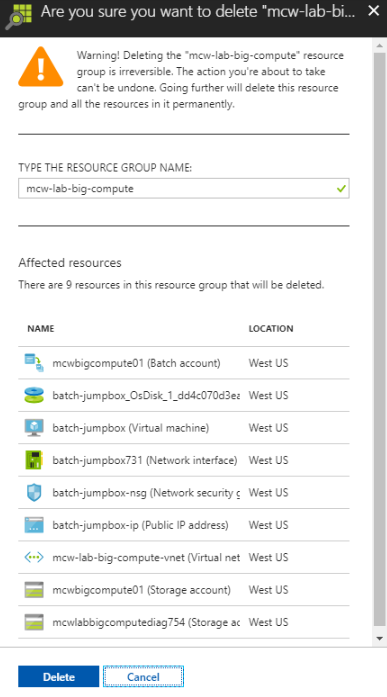 Are you sure you want to delete "mcw-lab-bi...
Warning! Deleting the "mcw-lab-big-compute" resource
group is irreversible. The action you're about to take
can't be undone. Going further will delete this resource
group and all the resources in it permanently.
TYPE THE RESOURCE GROUP NAME:
mcw-lab-big-compute
Affected resources
There are 9 resources in this resource group that will be deleted.
NAME LOCATION
mcwbigcompute01 (Batch account) West US
batch-jumpbox_OsDisk_1_dd4c070d3ea West US
batch-jumpbox (Virtual machine) West US
batch-jumpbox731 (Network interface) West US
batch-jumpbox-nsg (Network security g West US
batch-jumpbox-ip (Public IP address) West US
mcw-lab-big-compute-vnet (Virtual net West US
mcwbigcompute01 (Storage account) West US
mcwlabbigcomputediag754 (Storage ac West US
Delete Cancel